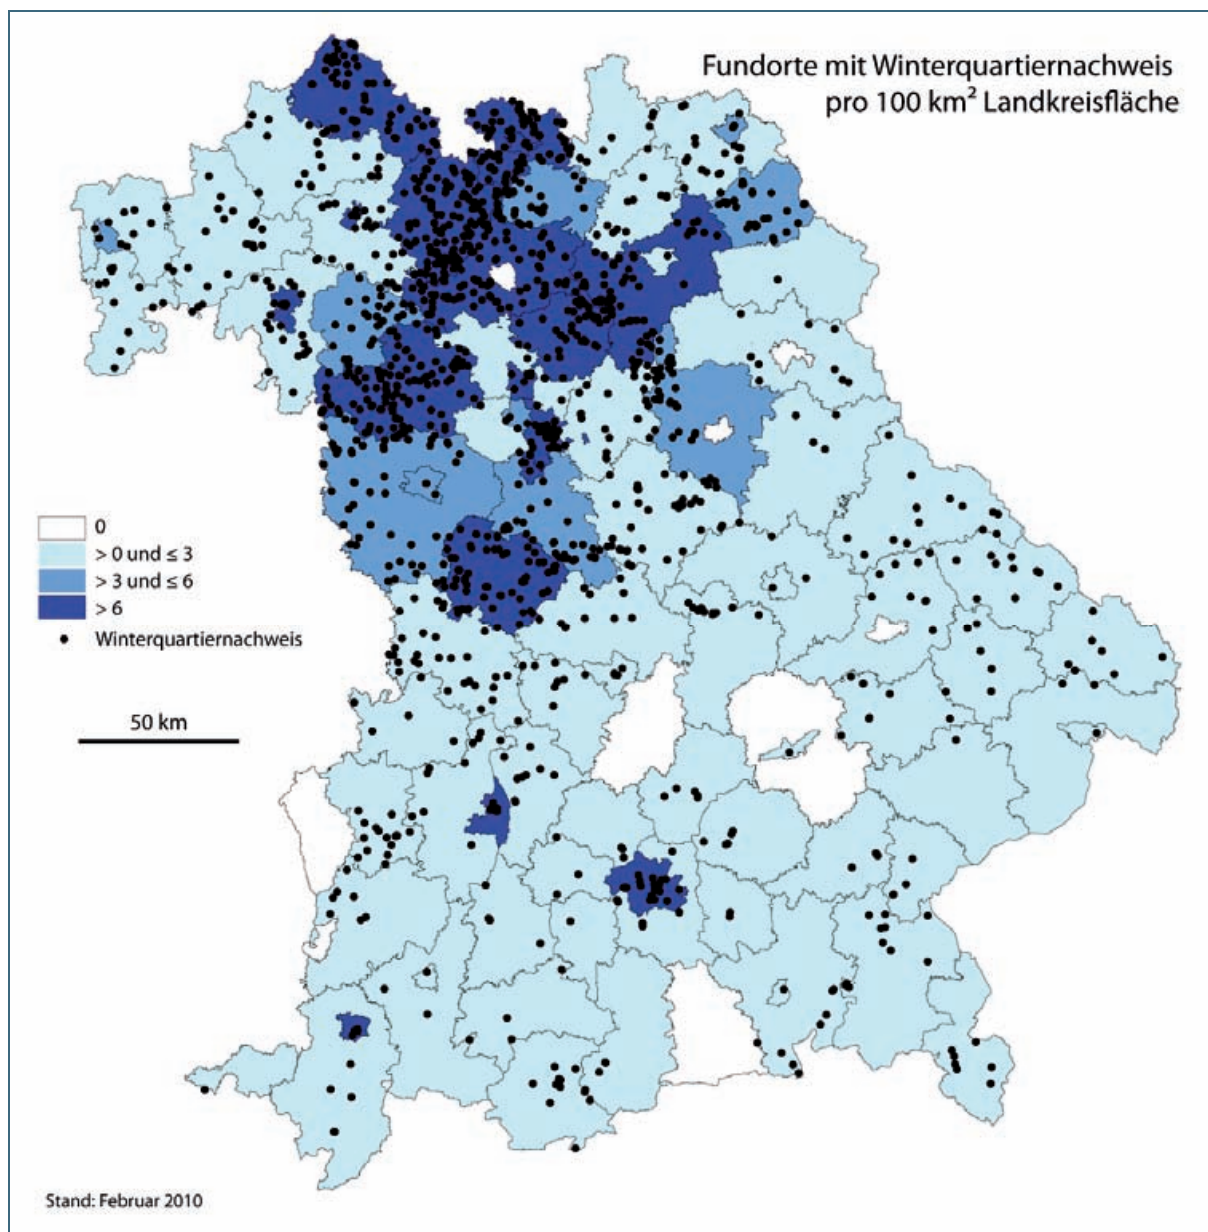 Fundorte mit Winterquartiernachweis
pro 100 km² Landkreisfläche
0
> 0 und ≤ 3
> 3 und ≤ 6
> 6
Winterquartiernachweis
50 km
Stand: Februar 2010